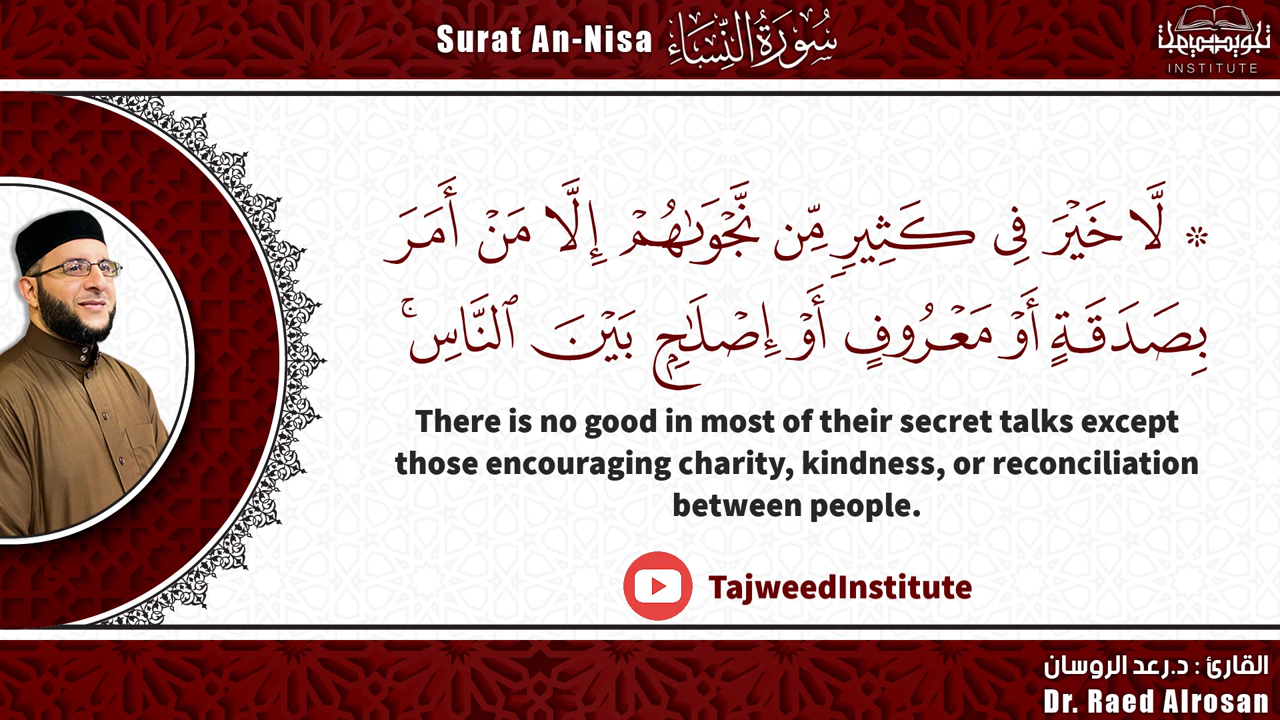 Surat An-Nisa سُورَةُ النِّسَاءِ
تجويد
INSTITUTE
۞ لَّا خَيْرَ فِى كَثِيرٍ مِّن نَّجْوَىٰهُمْ إِلَّا مَنْ أَمَرَ
بِصَدَقَةٍ أَوْ مَعْرُوفٍ أَوْ إِصْلَٰحٍۭ بَيْنَ ٱلنَّاسِ ۚ
There is no good in most of their secret talks except
those encouraging charity, kindness, or reconciliation
between people.
TajweedInstitute
القارئ : د.رعد الروسان
Dr. Raed Alrosan